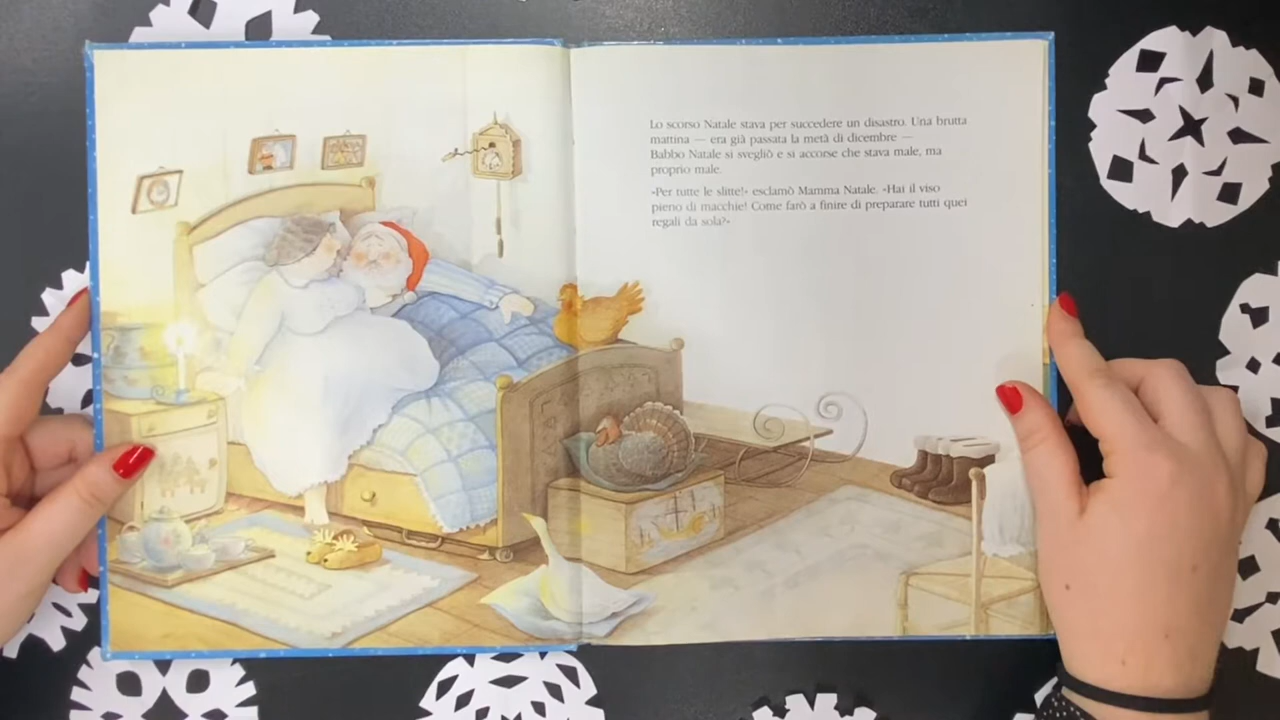 Lo scorso Natale stava per succedere un disastro. Una brutta
mattina — era già passata la metà di dicembre —
Babbo Natale si svegliò e si accorse che stava male, ma
proprio male.
«Per tutte le slitte!» esclamò Mamma Natale. «Hai il viso
pieno di macchie! Come farò a finire di preparare tutti quei
regali da sola?»